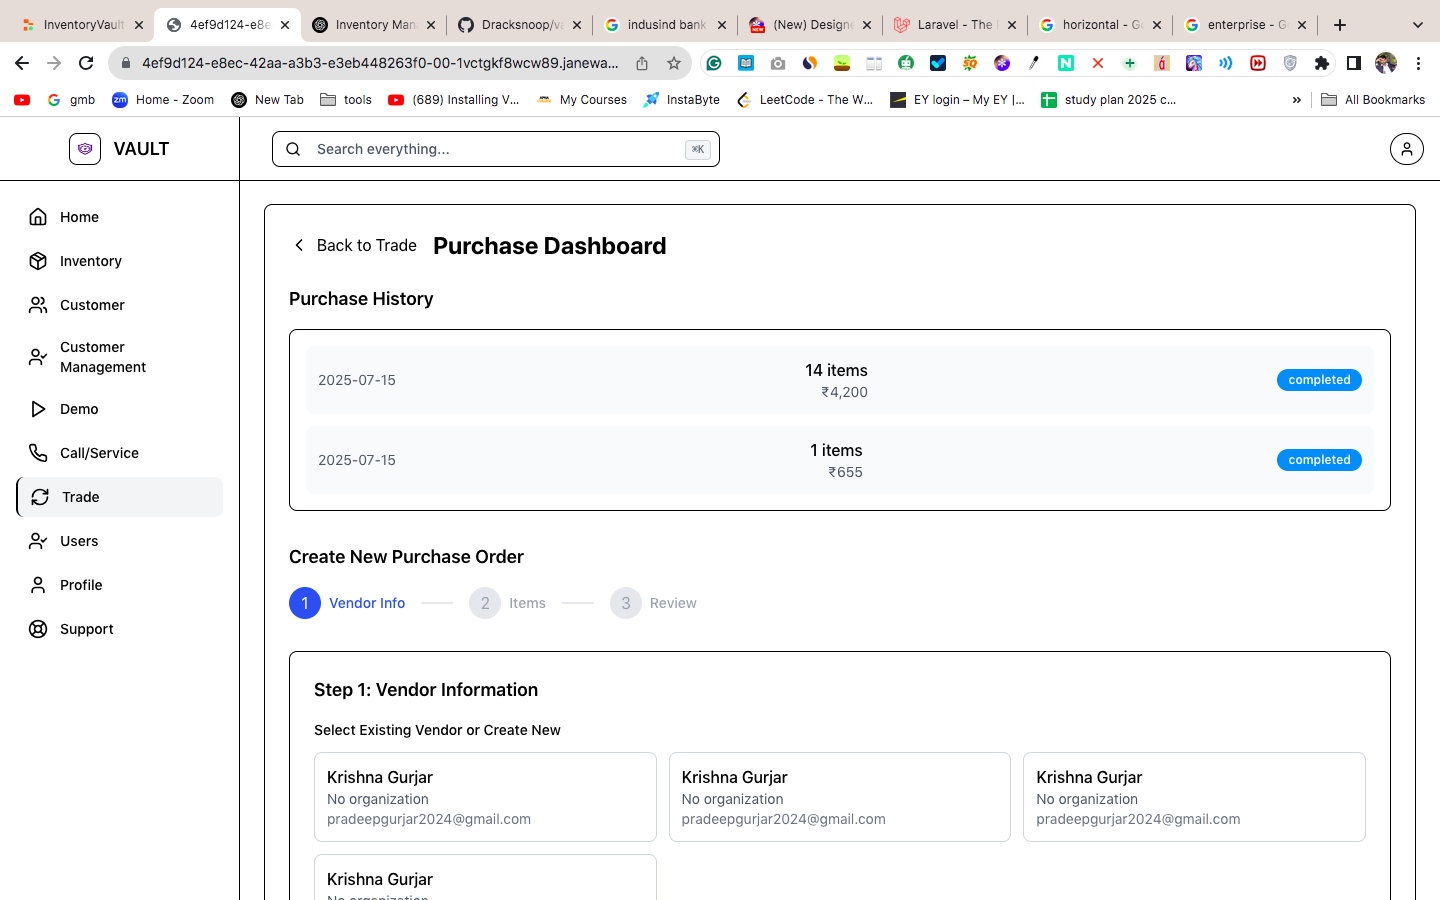 InventoryVault
4ef9d124-e8e
Inventory Man
Dracksnoop/va
indusind bank
(New) Designe
Laravel - The
horizontal - Go
enterprise - G
4ef9d124-e8ec-42aa-a3b3-e3eb448263f0-00-1vctgkf8wcw89.janewa...
gmb
Home - Zoom
New Tab
tools
(689) Installing V...
My Courses
InstaByte
LeetCode - The W...
EY login – My EY |...
study plan 2025 c...
»
All Bookmarks
VAULT
Search everything...
⌘K
Home
Inventory
Customer
Customer
Management
Demo
Call/Service
Trade
Users
Profile
Support
Back to Trade
Purchase Dashboard
Purchase History
2025-07-15
14 items
₹4,200
completed
2025-07-15
1 items
₹655
completed
Create New Purchase Order
1 Vendor Info
2 Items
3 Review
Step 1: Vendor Information
Select Existing Vendor or Create New
Krishna Gurjar
No organization
pradeepgurjar2024@gmail.com
Krishna Gurjar
No organization
pradeepgurjar2024@gmail.com
Krishna Gurjar
No organization
pradeepgurjar2024@gmail.com
Krishna Gurjar
No organization